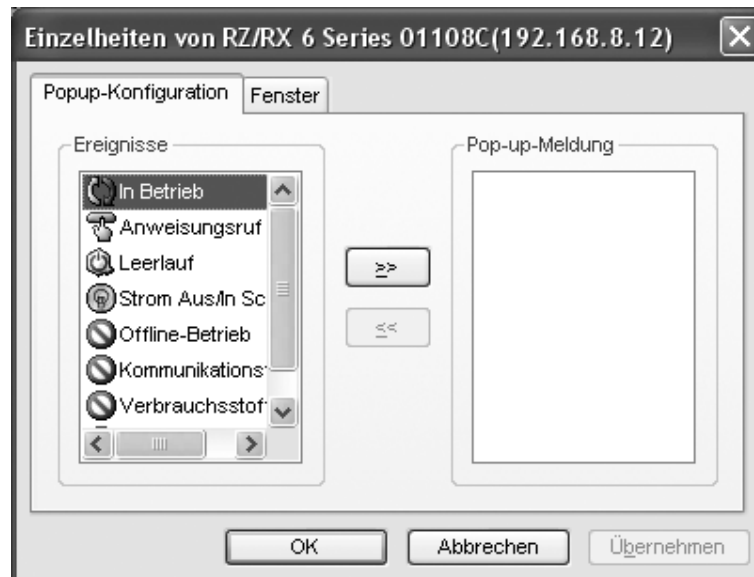 Einzelheiten von RZ/RX 6 Series 01108C(192.168.8.12)
Popup-Konfiguration Fenster
Ereignisse
Pop-up-Meldung
In Betrieb
Anweisungsruf
Leerlauf
Strom Aus/In Sc
Offline-Betrieb
Kommunikations
Verbrauchsstof
>>
<<
OK Abbrechen Übernehmen